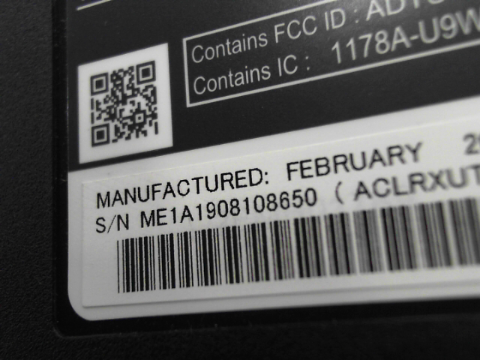 Contains FCC ID :
Contains IC : 1178A-U9W
MANUFACTURED: FEBRUARY
S/N ME1A1908108650 ( ACLRXUT